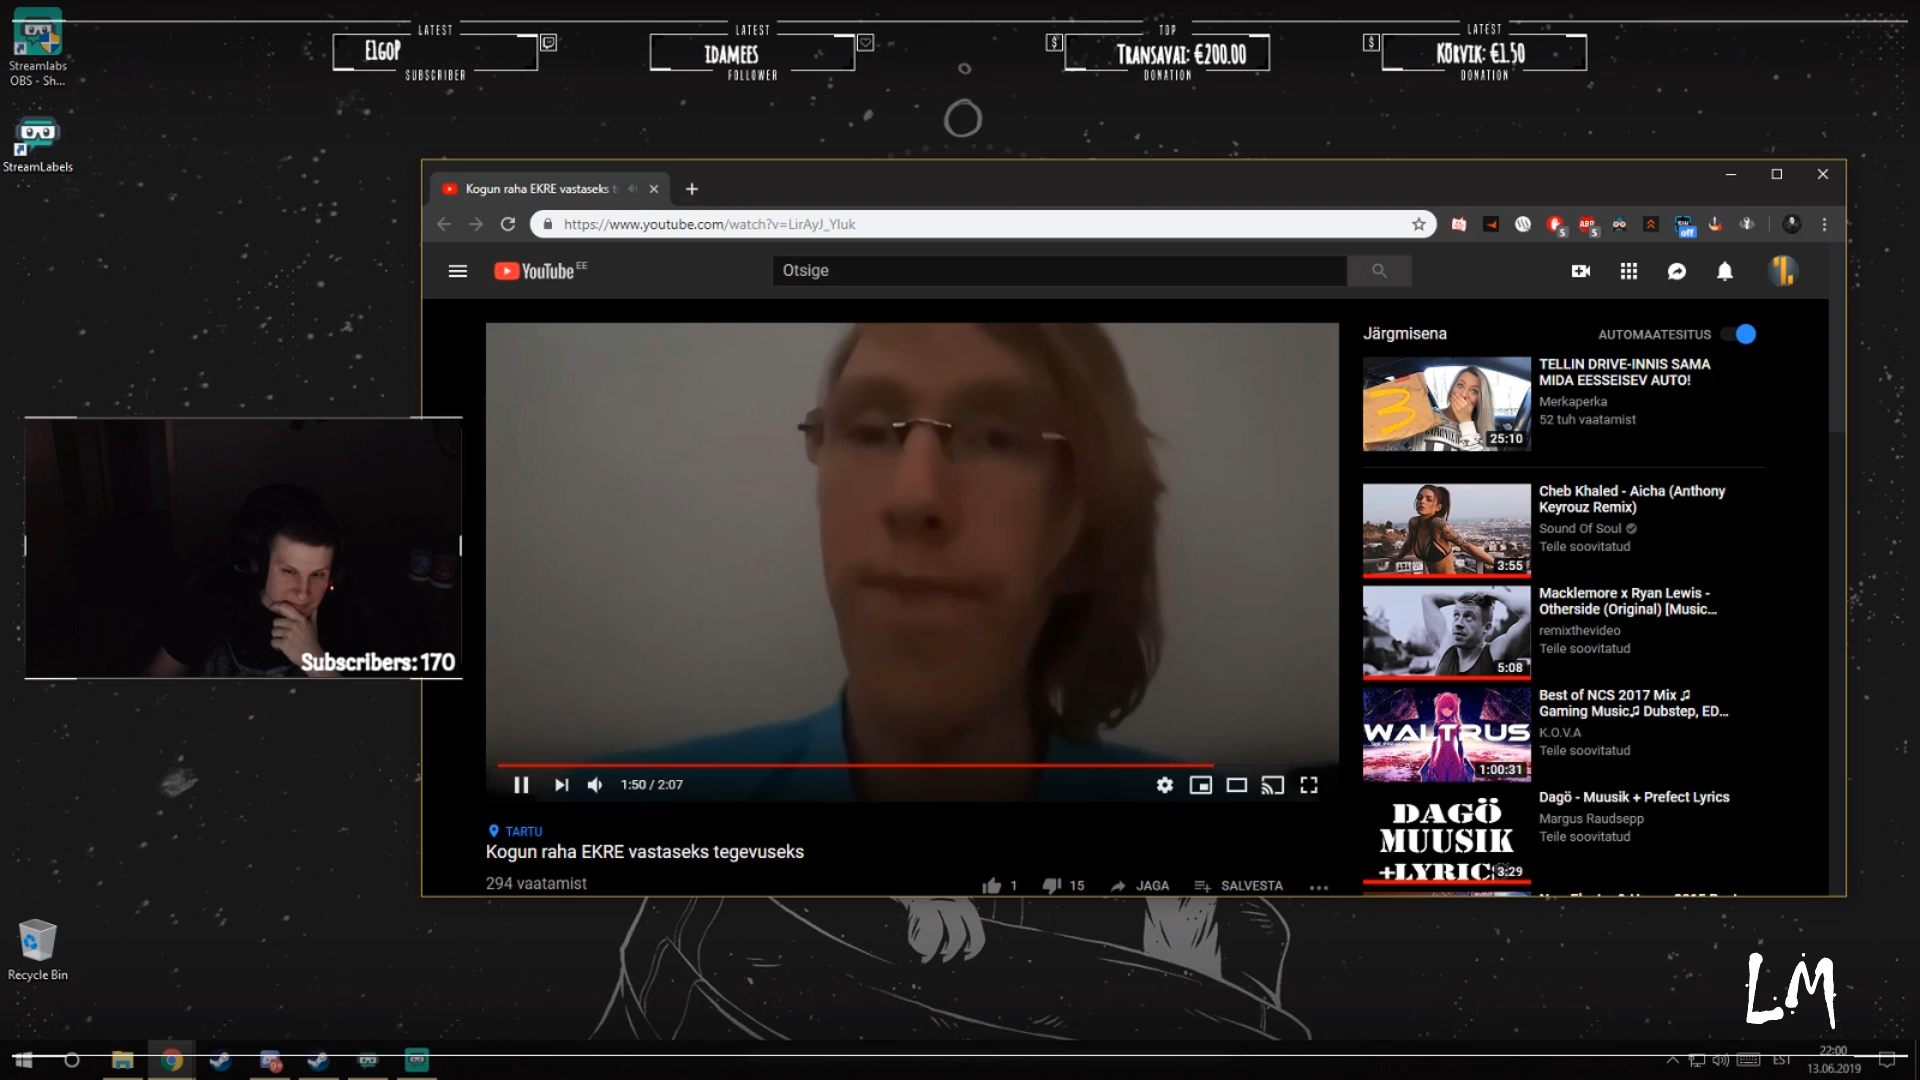 Streamlabs
OBS - Sh...
StreamLabels
LATEST
E1GOP
SUBSCRIBER
LATEST
IDAMEES
FOLLOWER
TOP
TRANSAVAI: €200.00
DONATION
LATEST
KÕRVIK: €1.50
DONATION
Kogun raha EKRE vastaseks t
https://www.youtube.com/watch?v=LirAyJ_YIuk
YouTube EE
Otsige
Järgmisena
AUTOMAATESITUS
TELLIN DRIVE-INNIS SAMA
MIDA EESSEISEV AUTO!
Merkaperka
52 tuh vaatamist
25:10
Cheb Khaled - Aicha (Anthony
Keyrouz Remix)
Sound Of Soul
Teile soovitatud
3:55
Macklemore x Ryan Lewis -
Otherside (Original) [Music...
remixthevideo
Teile soovitatud
5:08
Best of NCS 2017 Mix ♫
Gaming Music♫ Dubstep, ED...
K.O.V.A
Teile soovitatud
WALTRUS
1:00:31
Dagö - Muusik + Prefect Lyrics
Margus Raudsepp
Teile soovitatud
DAGÖ
MUUSIK
+LYRIC
3:29
Subscribers: 170
1:50 / 2:07
TARTU
Kogun raha EKRE vastaseks tegevuseks
294 vaatamist
1
15
JAGA
SALVESTA
Recycle Bin
LM
EST
22:00
13.06.2019